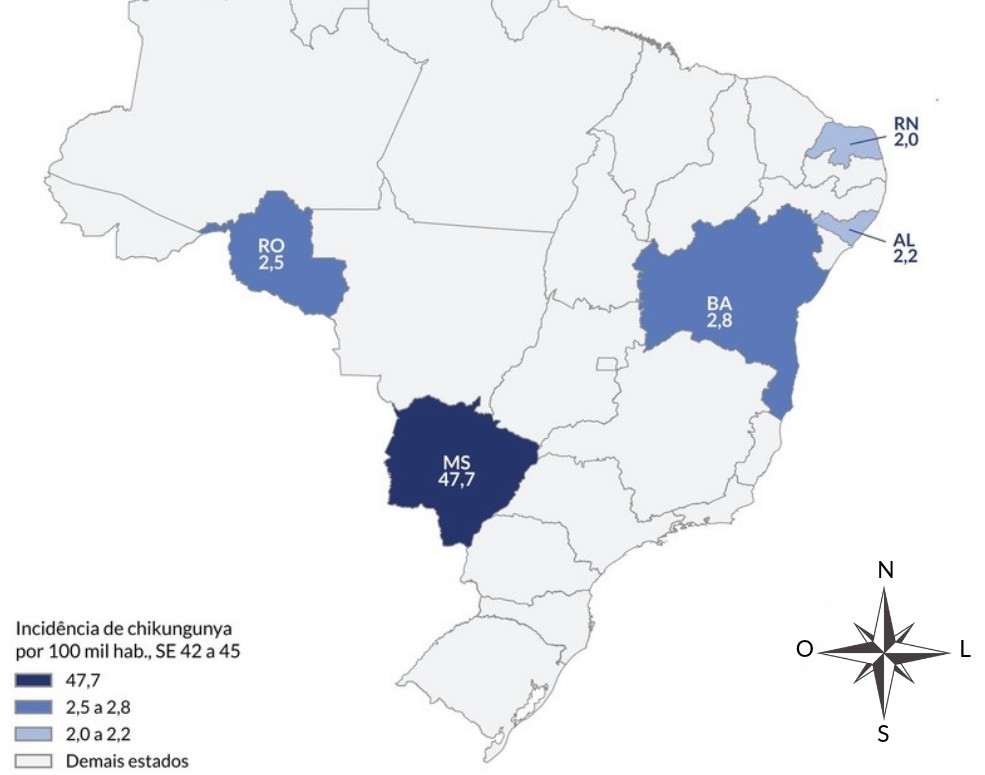 RN
2,0
AL
2,2
RO
2,5
BA
2,8
MS
47,7
Incidência de chikungunya
por 100 mil hab., SE 42 a 45
47,7
2,5 a 2,8
2,0 a 2,2
Demais estados
N
O
L
S